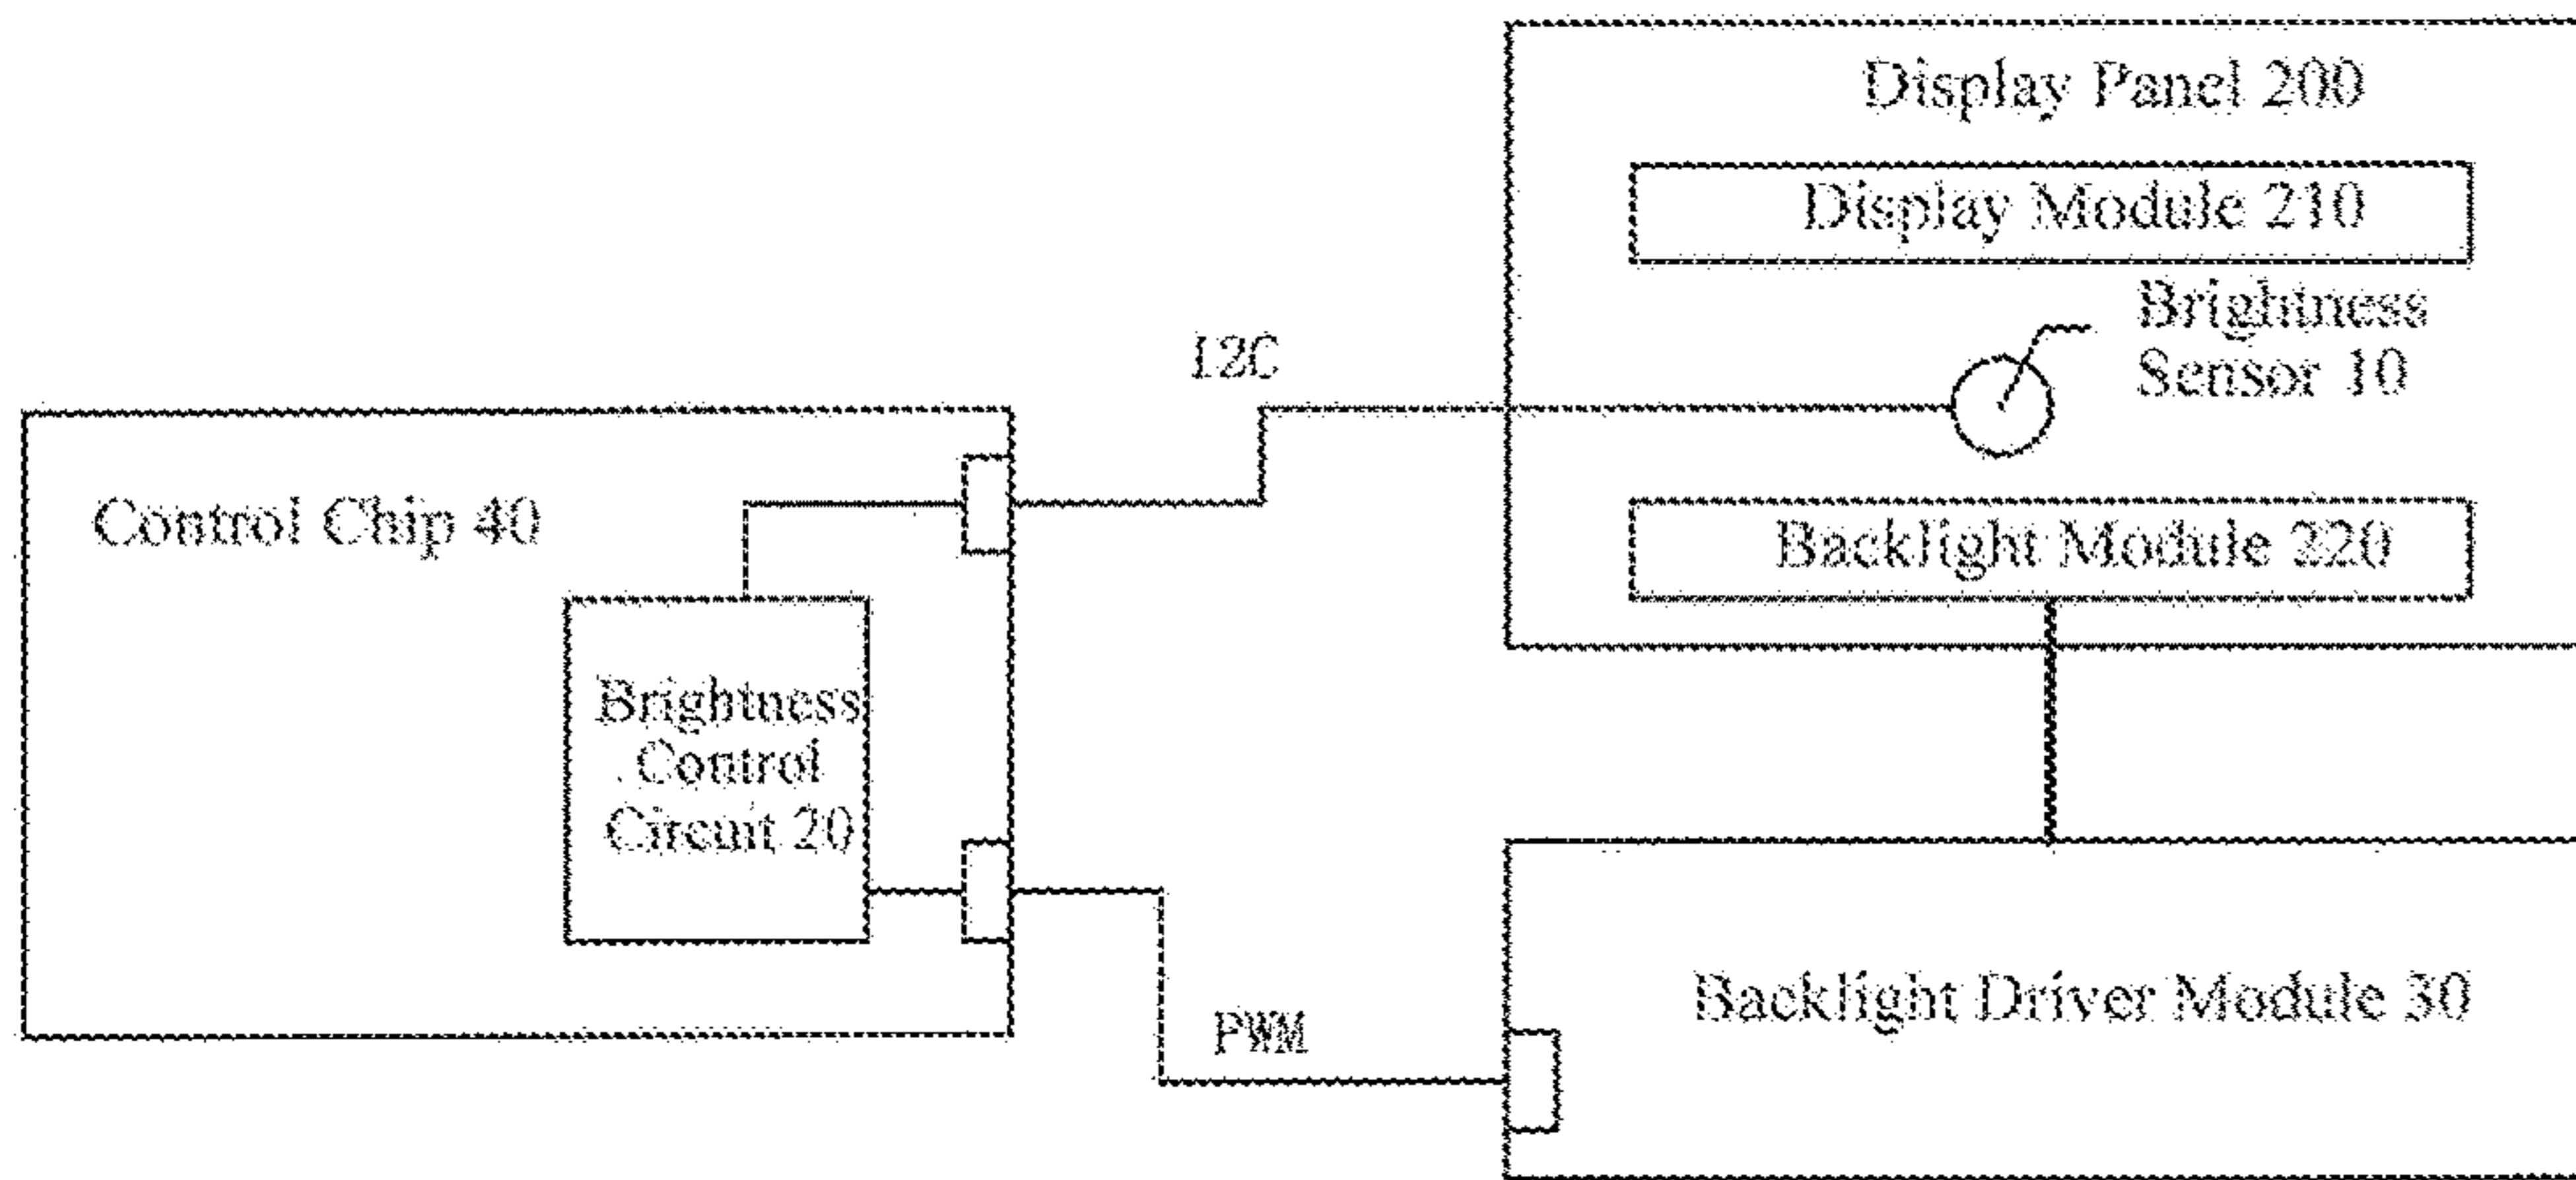 Display Panel 200
Display Module 210
Brightness
Sensor 10
I2C
Control Chip 40
Backlight Module 220
Brightness
Control
Circuit 20
Backlight Driver Module 30
PWM